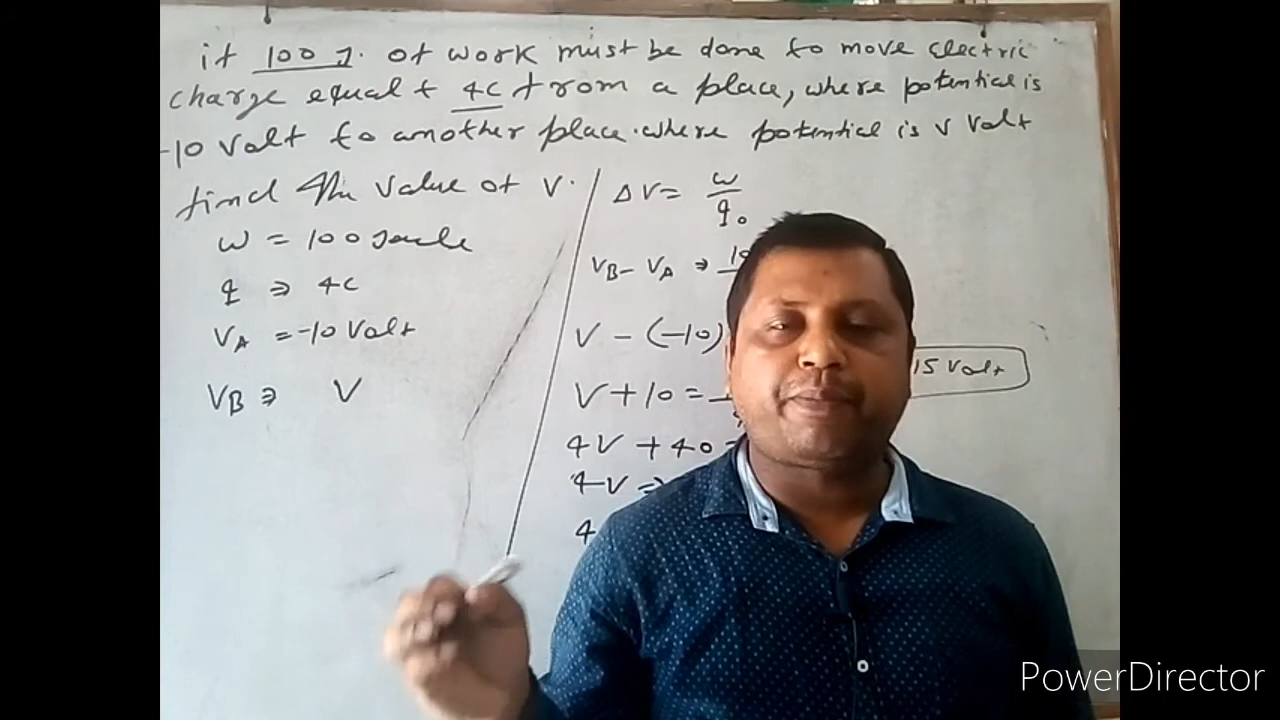 if 100 J. of work must be done to move electric
charge equal t 4C from a place, where potential is
-10 Volt to another place. where potential is V Volt
find the value of V.
W = 100 Joule
q ⇒ 4C
VA = -10 Volt
VB ⇒ V
ΔV = W/q₀
VB - VA ⇒ 10
V - (-10)
V + 10 =
4V + 40 =
4V ⇒
4
15 Volt
PowerDirector